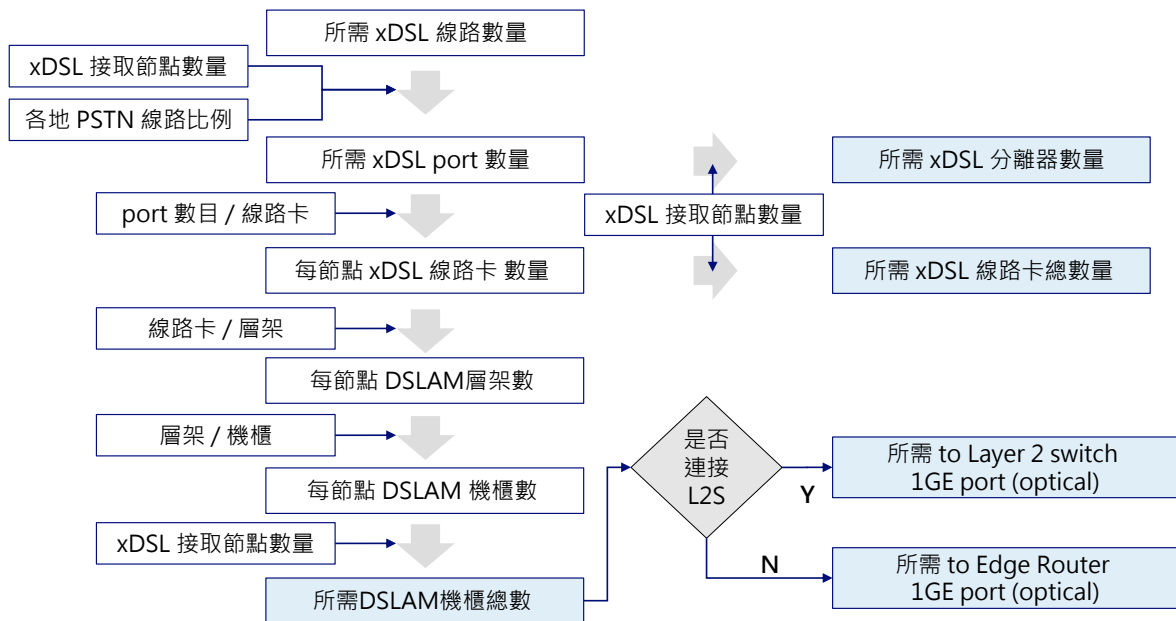 所需 xDSL 線路數量
xDSL 接取節點數量
各地 PSTN 線路比例
所需 xDSL port 數量
所需 xDSL 分離器數量
port 數目 / 線路卡
xDSL 接取節點數量
每節點 xDSL 線路卡 數量
所需 xDSL 線路卡總數量
線路卡 / 層架
每節點 DSLAM層架數
層架 / 機櫃
是否
連接
L2S
所需 to Layer 2 switch
1GE port (optical)
Y
每節點 DSLAM 機櫃數
xDSL 接取節點數量
N
所需 to Edge Router
1GE port (optical)
所需DSLAM機櫃總數